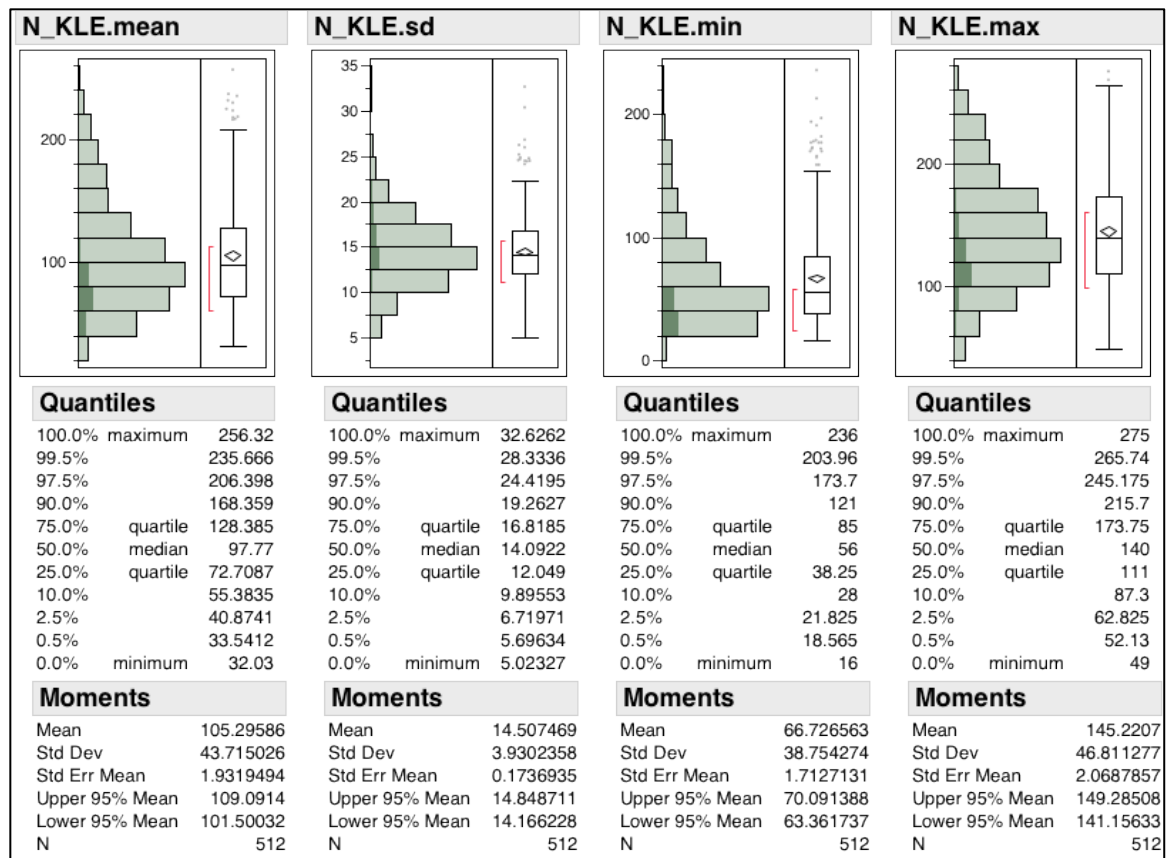 N_KLE.mean N_KLE.sd N_KLE.min N_KLE.max
200
100
35
30
25
20
15
10
5
200
100
0
200
100
Quantiles Quantiles Quantiles Quantiles
100.0% maximum 256.32 100.0% maximum 32.6262 100.0% maximum 236 100.0% maximum 275
99.5% 235.666 99.5% 28.3336 99.5% 203.96 99.5% 265.74
97.5% 206.398 97.5% 24.4195 97.5% 173.7 97.5% 245.175
90.0% 168.359 90.0% 19.2627 90.0% 121 90.0% 215.7
75.0% quartile 128.385 75.0% quartile 16.8185 75.0% quartile 85 75.0% quartile 173.75
50.0% median 97.77 50.0% median 14.0922 50.0% median 56 50.0% median 140
25.0% quartile 72.7087 25.0% quartile 12.049 25.0% quartile 38.25 25.0% quartile 111
10.0% 55.3835 10.0% 9.89553 10.0% 28 10.0% 87.3
2.5% 40.8741 2.5% 6.71971 2.5% 21.825 2.5% 62.825
0.5% 33.5412 0.5% 5.69634 0.5% 18.565 0.5% 52.13
0.0% minimum 32.03 0.0% minimum 5.02327 0.0% minimum 16 0.0% minimum 49
Moments Moments Moments Moments
Mean 105.29586 Mean 14.507469 Mean 66.726563 Mean 145.2207
Std Dev 43.715026 Std Dev 3.9302358 Std Dev 38.754274 Std Dev 46.811277
Std Err Mean 1.9319494 Std Err Mean 0.1736935 Std Err Mean 1.7127131 Std Err Mean 2.0687857
Upper 95% Mean 109.0914 Upper 95% Mean 14.848711 Upper 95% Mean 70.091388 Upper 95% Mean 149.28508
Lower 95% Mean 101.50032 Lower 95% Mean 14.166228 Lower 95% Mean 63.361737 Lower 95% Mean 141.15633
N 512 N 512 N 512 N 512